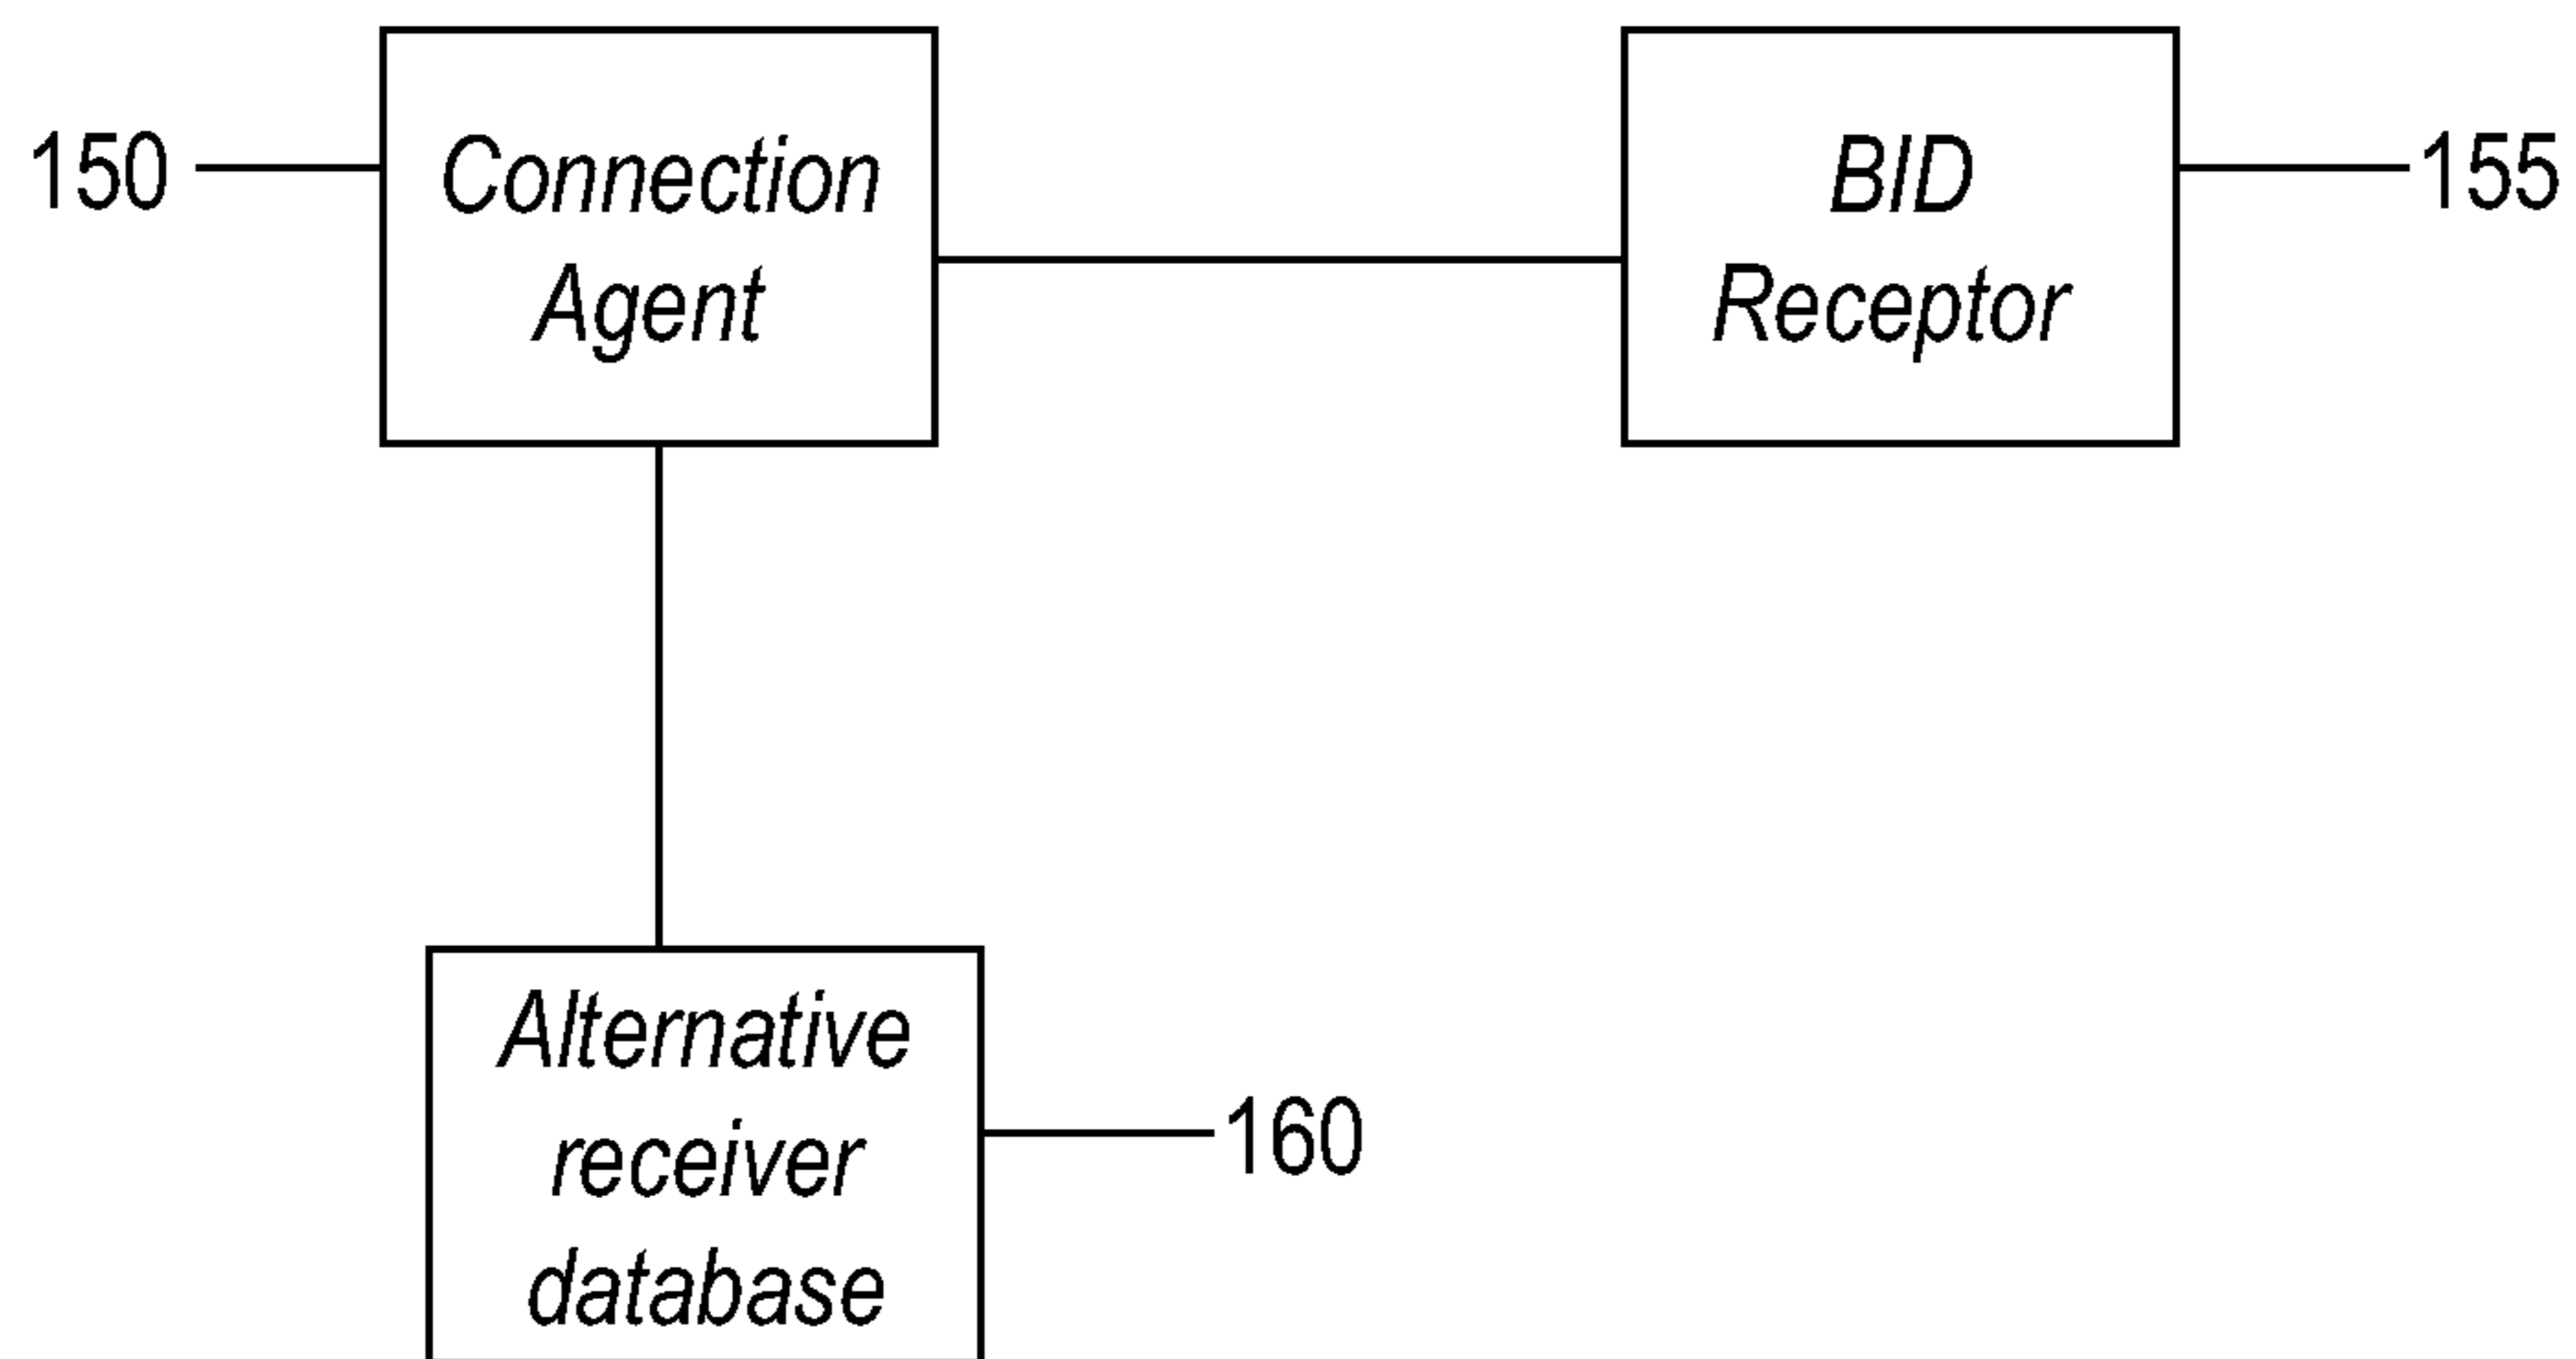 150
Connection
Agent
BID
Receptor
155
Alternative
receiver
database
160